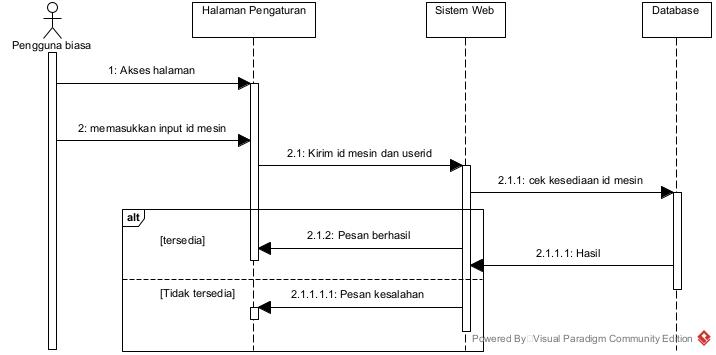 Halaman Pengaturan
Sistem Web
Database
Pengguna biasa
1: Akses halaman
2: memasukkan input id mesin
2.1: Kirim id mesin dan userid
2.1.1: cek kesediaan id mesin
alt
[tersedia]
2.1.2: Pesan berhasil
2.1.1.1: Hasil
[Tidak tersedia]
2.1.1.1.1: Pesan kesalahan
Powered By Visual Paradigm Community Edition